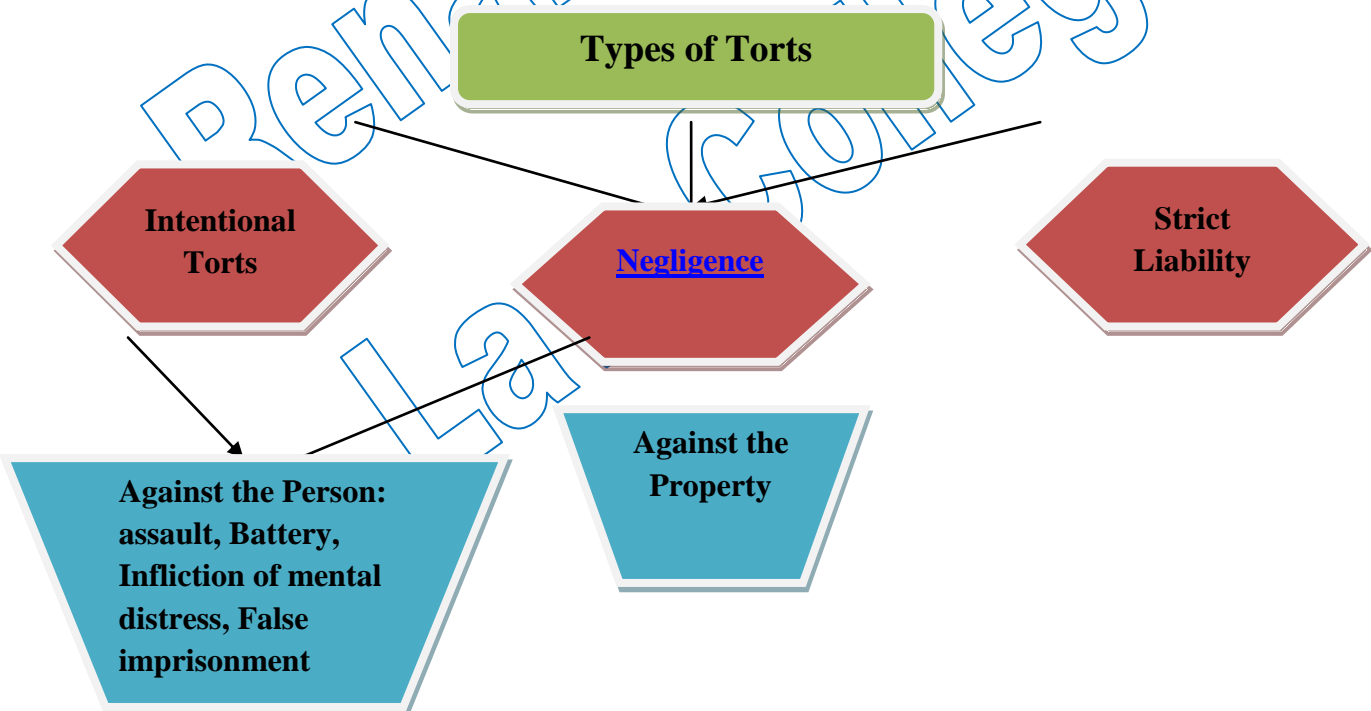 Types of Torts
Intentional
Torts
Negligence
Strict
Liability
Against the Person:
assault, Battery,
Infliction of mental
distress, False
imprisonment
Against the
Property